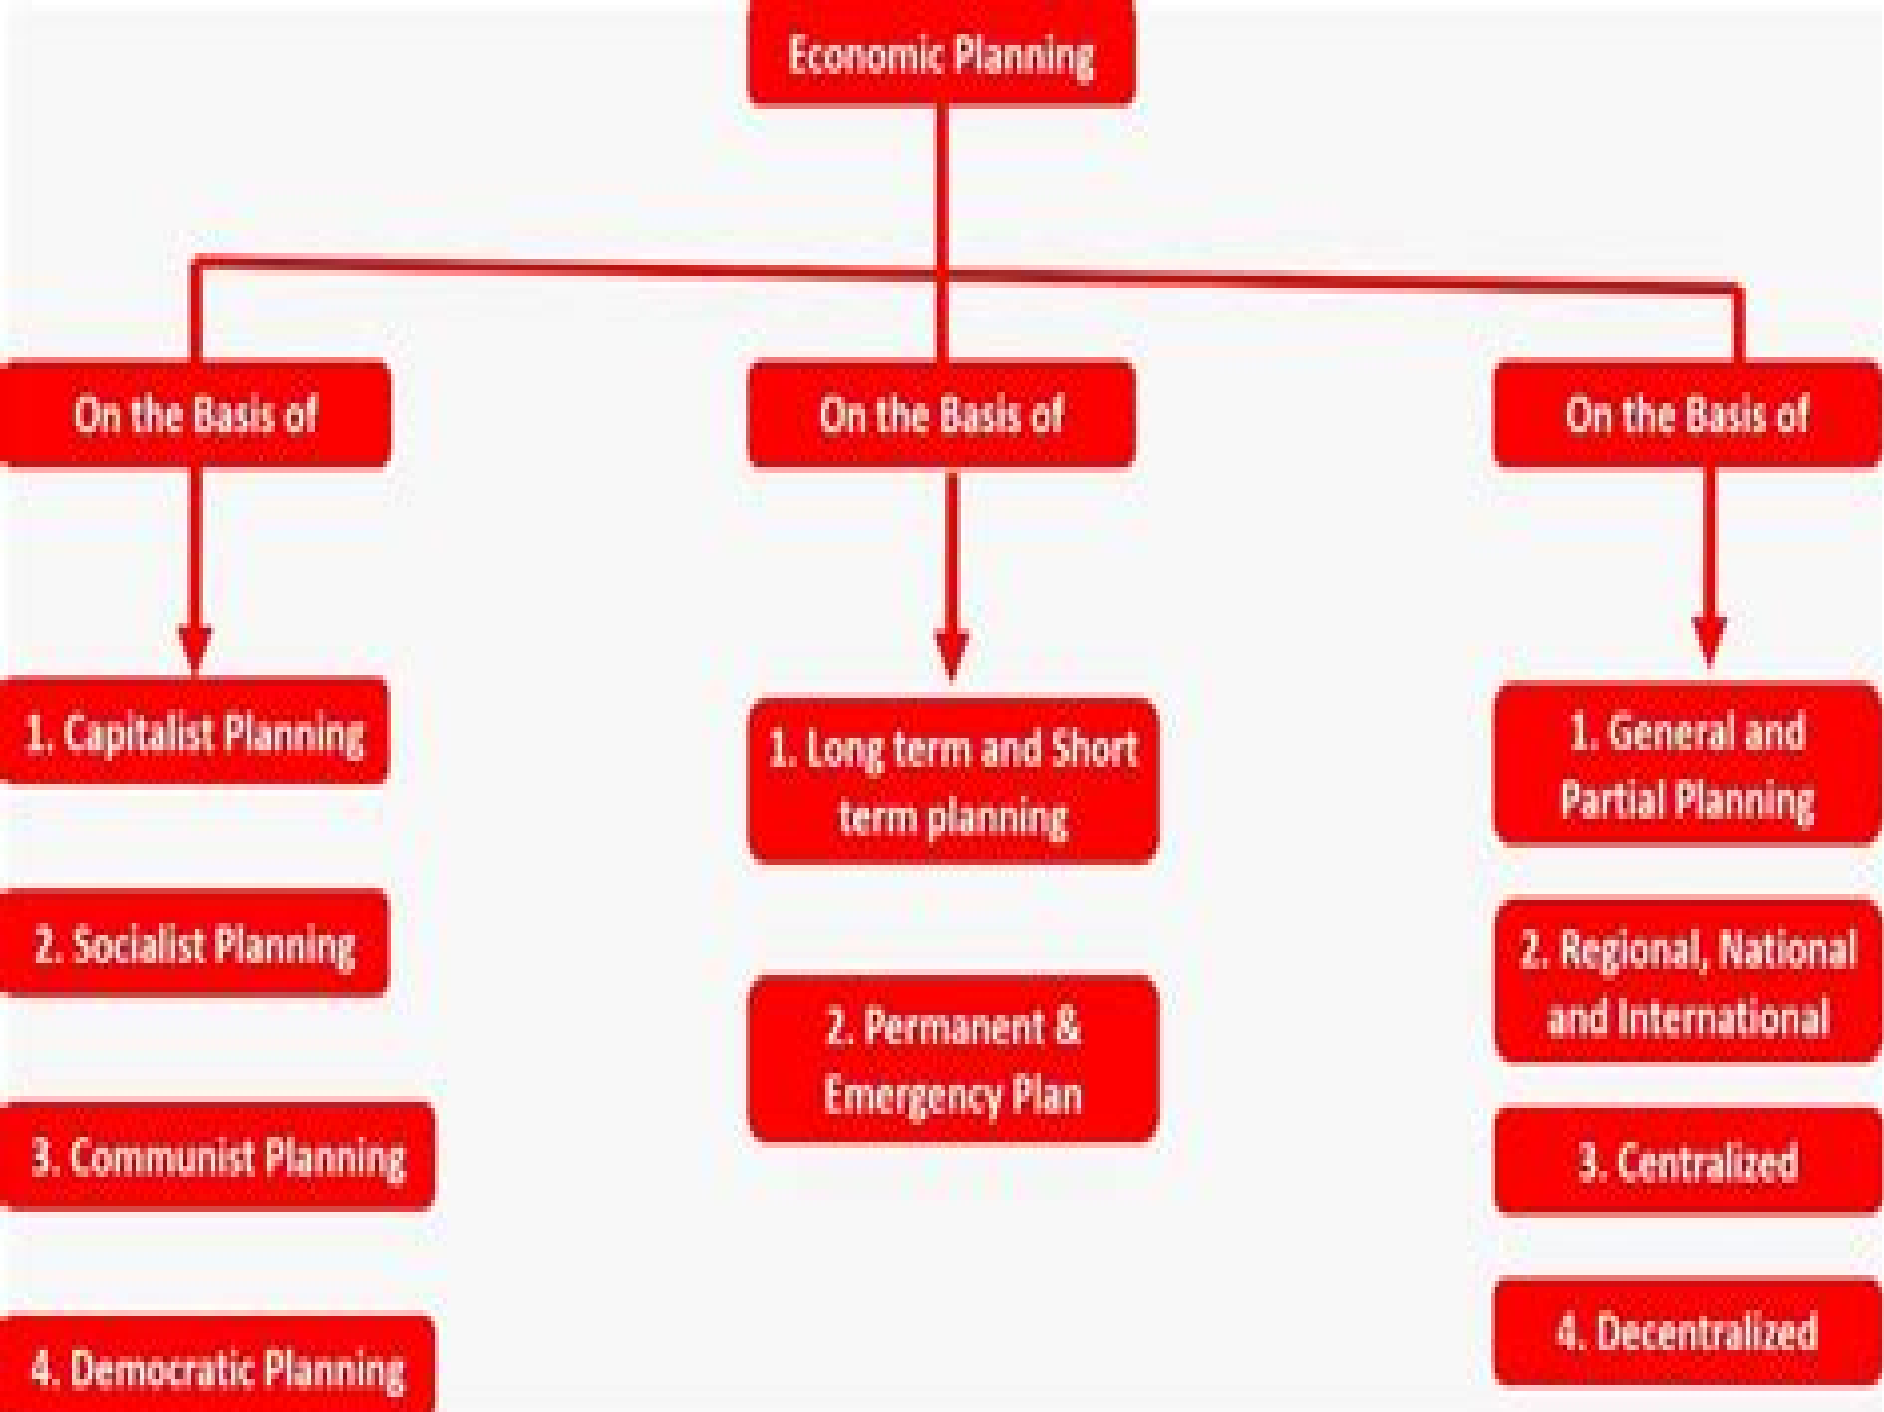 Economic Planning
On the Basis of
On the Basis of
On the Basis of
1. Capitalist Planning
2. Socialist Planning
3. Communist Planning
4. Democratic Planning
1. Long term and Short
term planning
2. Permanent &
Emergency Plan
1. General and
Partial Planning
2. Regional, National
and International
3. Centralized
4. Decentralized